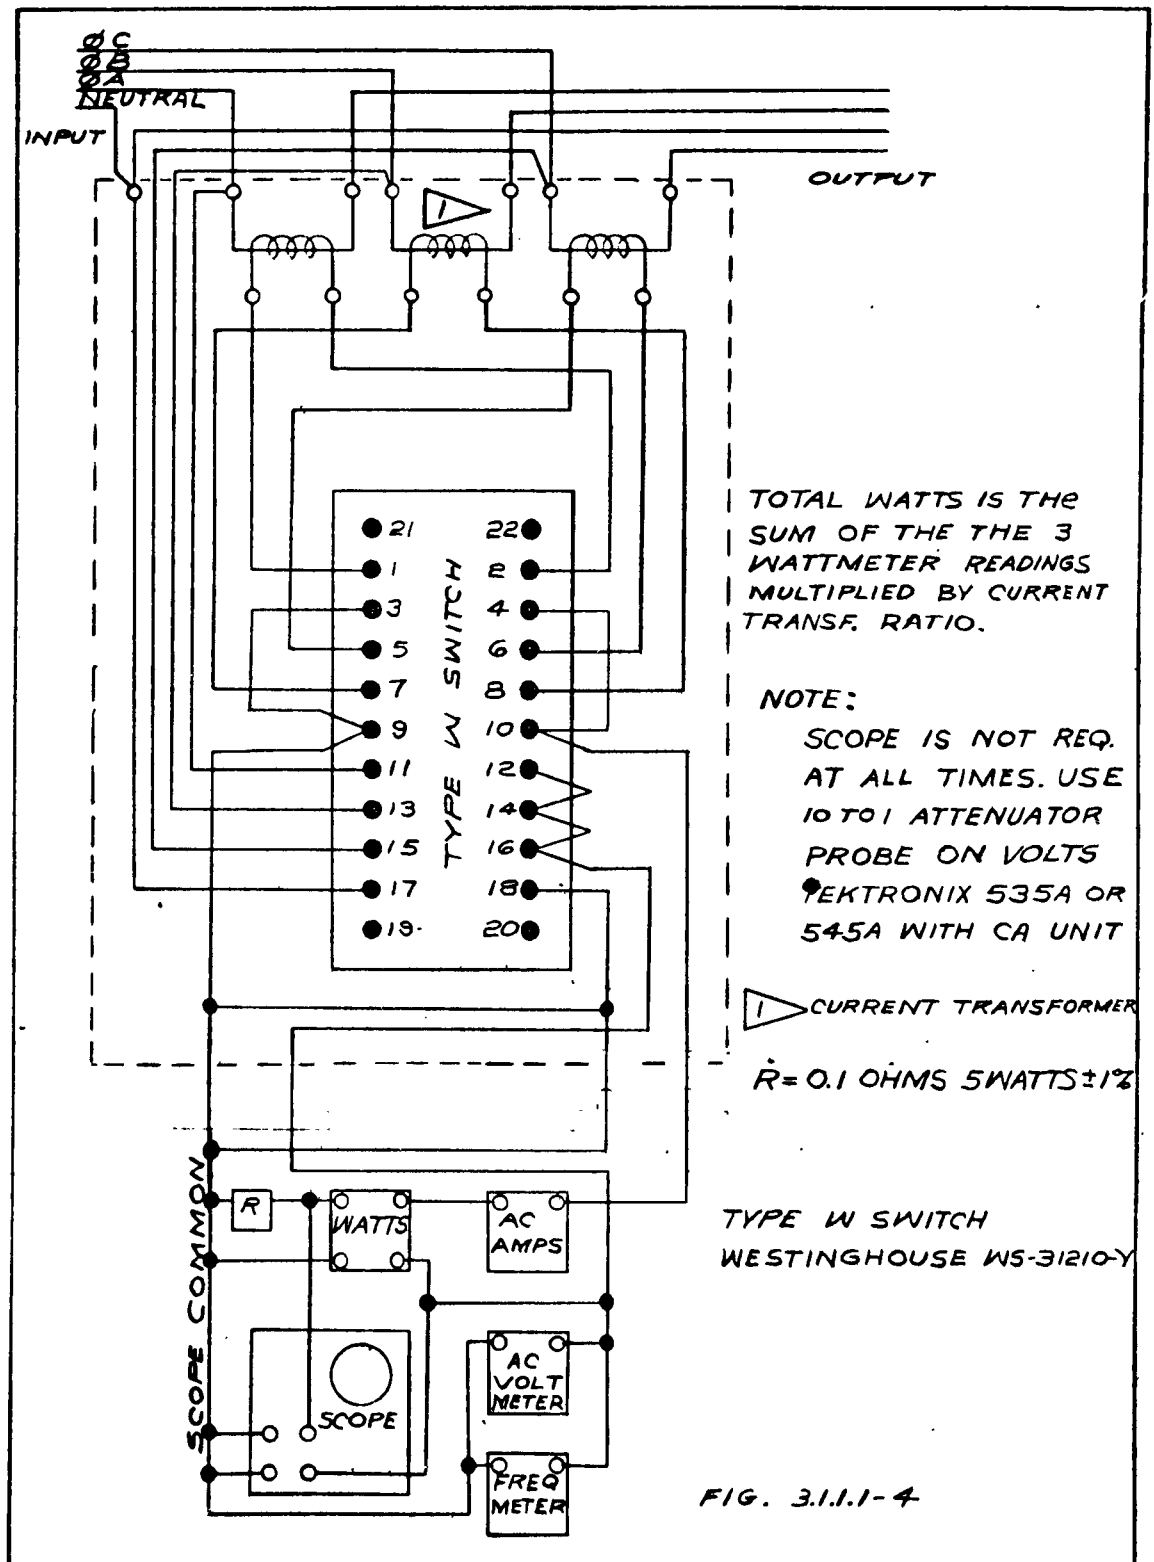 ØC
ØB
ØA
NEUTRAL
INPUT
OUTPUT
1
21 22
1 2
3 4
5 6
7 8
9 10
11 12
13 14
15 16
17 18
19 20
TYPE W SWITCH
TOTAL WATTS IS THE
SUM OF THE THE 3
WATTMETER READINGS
MULTIPLIED BY CURRENT
TRANSF. RATIO.
NOTE:
SCOPE IS NOT REQ.
AT ALL TIMES. USE
10 TO 1 ATTENUATOR
PROBE ON VOLTS
TEKTRONIX 535A OR
545A WITH CA UNIT
1 CURRENT TRANSFORMER
R=0.1 OHMS 5WATTS±1%
SCOPE COMMON
R
WATTS
AC
AMPS
TYPE W SWITCH
WESTINGHOUSE WS-31210-Y
SCOPE
AC
VOLT
METER
FREQ
METER
FIG. 3.1.1.1-4